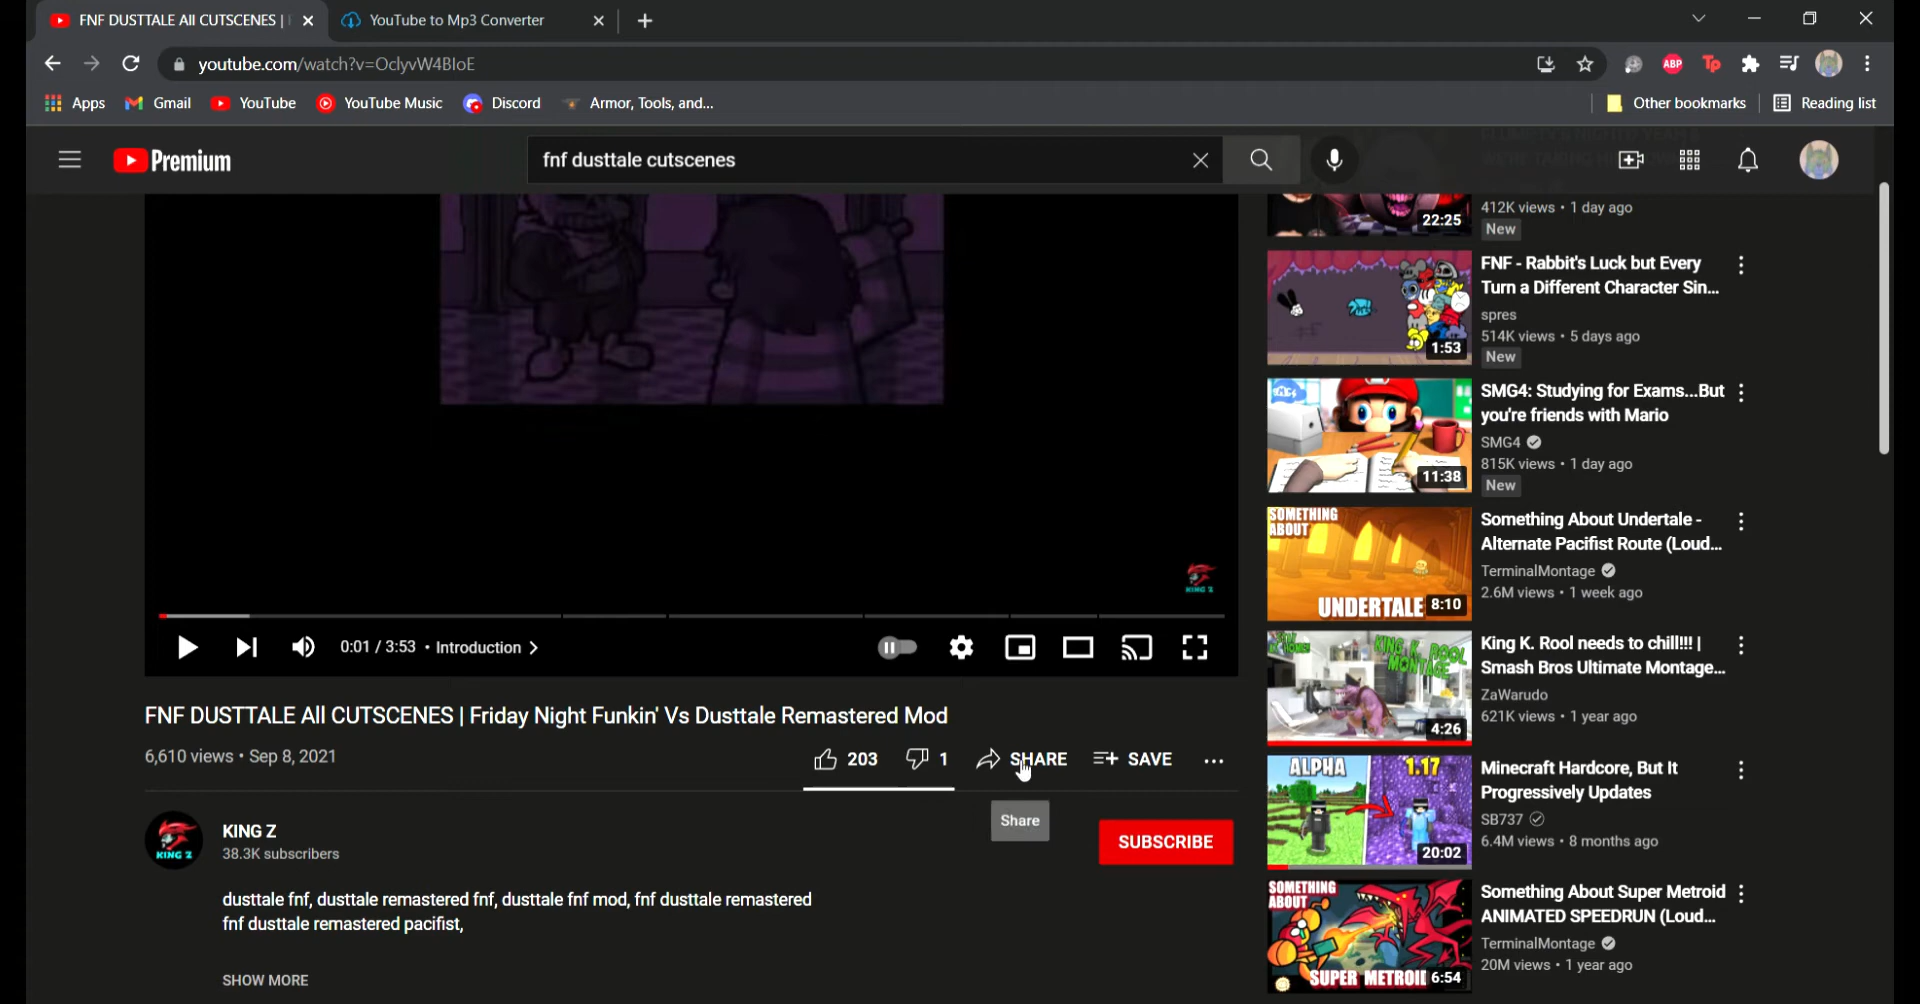 FNF DUSTTALE All CUTSCENES |
YouTube to Mp3 Converter
youtube.com/watch?v=OclyvW4BIoE
ABP
Tp
Apps
Gmail
YouTube
YouTube Music
Discord
Armor, Tools, and...
Other bookmarks
Reading list
Premium
fnf dusttale cutscenes
22:25
412K views • 1 day ago
New
FNF - Rabbit's Luck but Every
Turn a Different Character Sin...
spres
514K views • 5 days ago
1:53
New
SMG4: Studying for Exams...But
you're friends with Mario
SMG4
815K views • 1 day ago
11:38
New
SOMETHING
ABOUT
UNDERTALE
8:10
Something About Undertale -
Alternate Pacifist Route (Loud...
TerminalMontage
2.6M views • 1 week ago
KING K. ROOL
MONTAGE
4:26
King K. Rool needs to chill!!! |
Smash Bros Ultimate Montage...
ZaWarudo
621K views • 1 year ago
ALPHA
1.17
20:02
Minecraft Hardcore, But It
Progressively Updates
SB737
6.4M views • 8 months ago
SOMETHING
ABOUT
SUPER METROID
6:54
Something About Super Metroid
ANIMATED SPEEDRUN (Loud...
TerminalMontage
20M views • 1 year ago
KING Z
0:01 / 3:53 • Introduction
FNF DUSTTALE All CUTSCENES | Friday Night Funkin' Vs Dusttale Remastered Mod
6,610 views • Sep 8, 2021
203
1
SHARE
SAVE
Share
KING Z
KING Z
38.3K subscribers
SUBSCRIBE
dusttale fnf, dusttale remastered fnf, dusttale fnf mod, fnf dusttale remastered
fnf dusttale remastered pacifist,
SHOW MORE